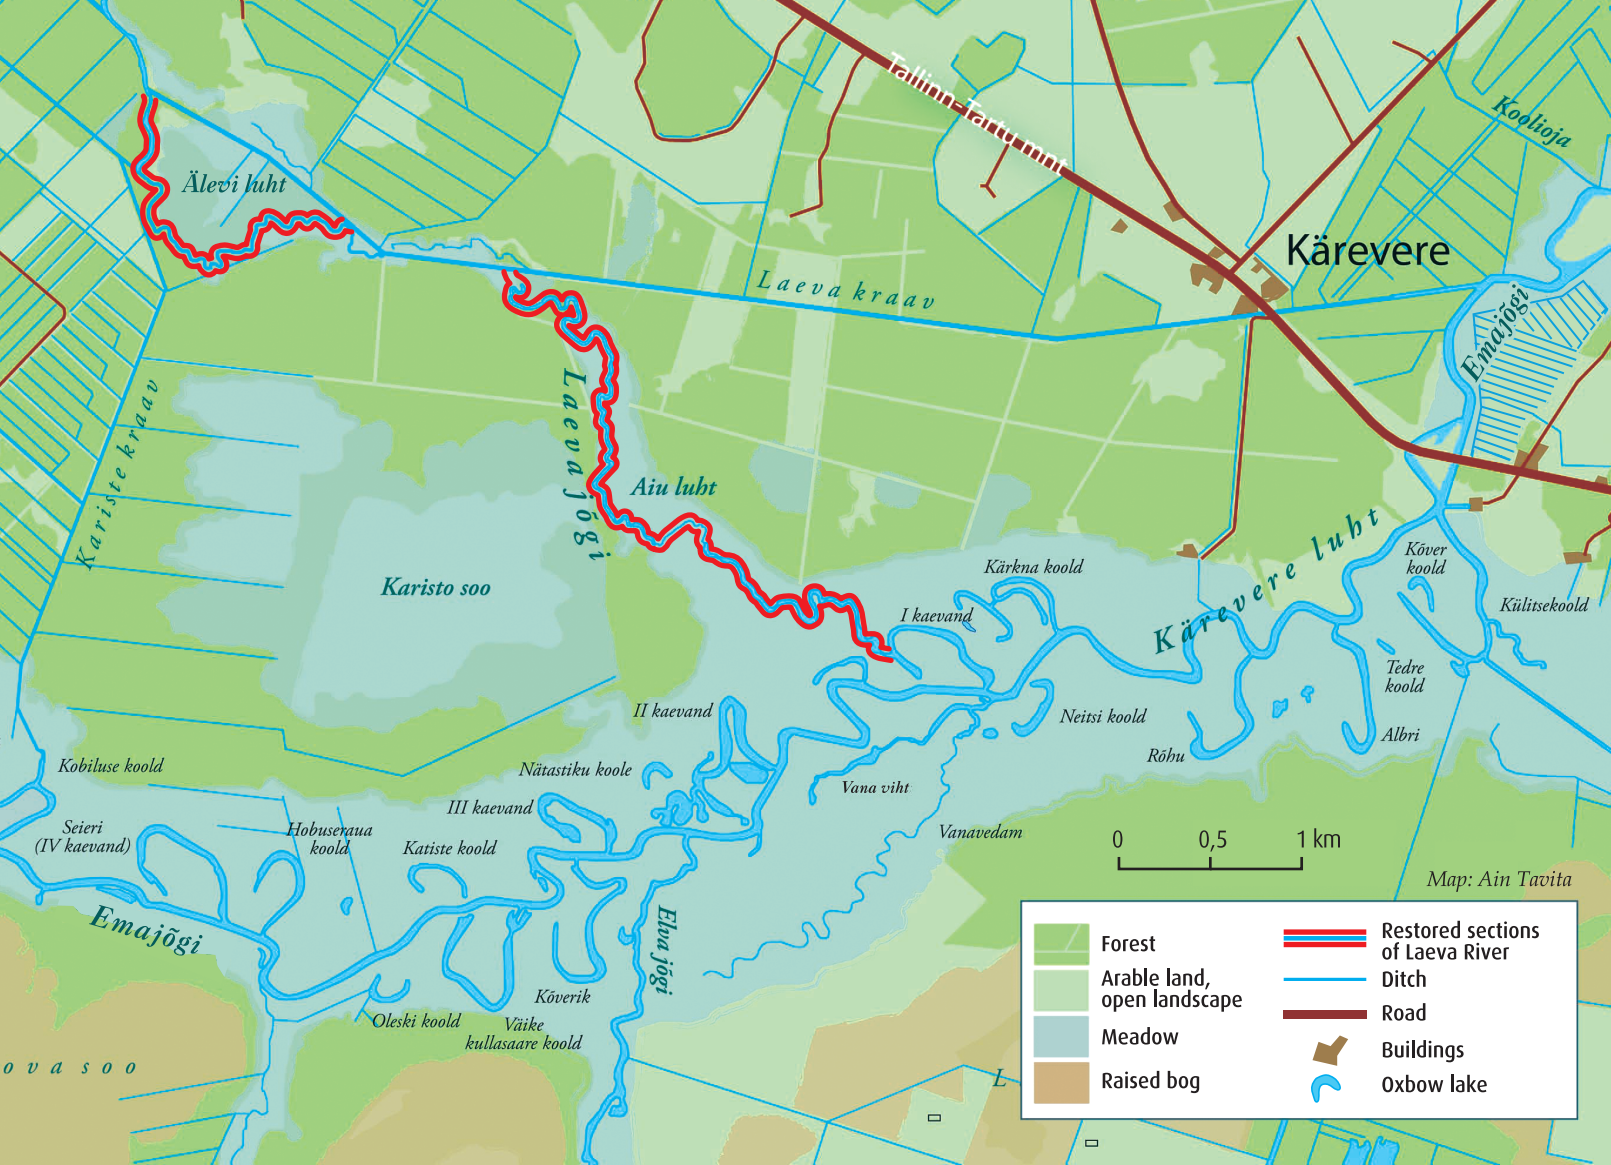 Tallinn-Tartu mnt
Koolioja
Älevi luht
Kärevere
Laeva kraav
Emajõgi
Karistekraav
Laeva jõgi
Aiu luht
Kärevere luht
Karisto soo
Kärkna koold
I kaevand
Kõver
koold
Külitsekoold
Tedre
koold
II kaevand
Neitsi koold
Albri
Rõhu
Kobiluse koold
Nätastiku koole
Vana viht
III kaevand
Seieri
(IV kaevand)
Hobuseraua
koold
Katiste koold
Vanavedam
0 0,5 1 km
Map: Ain Tavita
Emajõgi
Elva jõgi
Kõverik
Oleski koold
Väike
kullasaare koold
ova soo
L
Forest
Arable land,
open landscape
Meadow
Raised bog
Restored sections
of Laeva River
Ditch
Road
Buildings
Oxbow lake